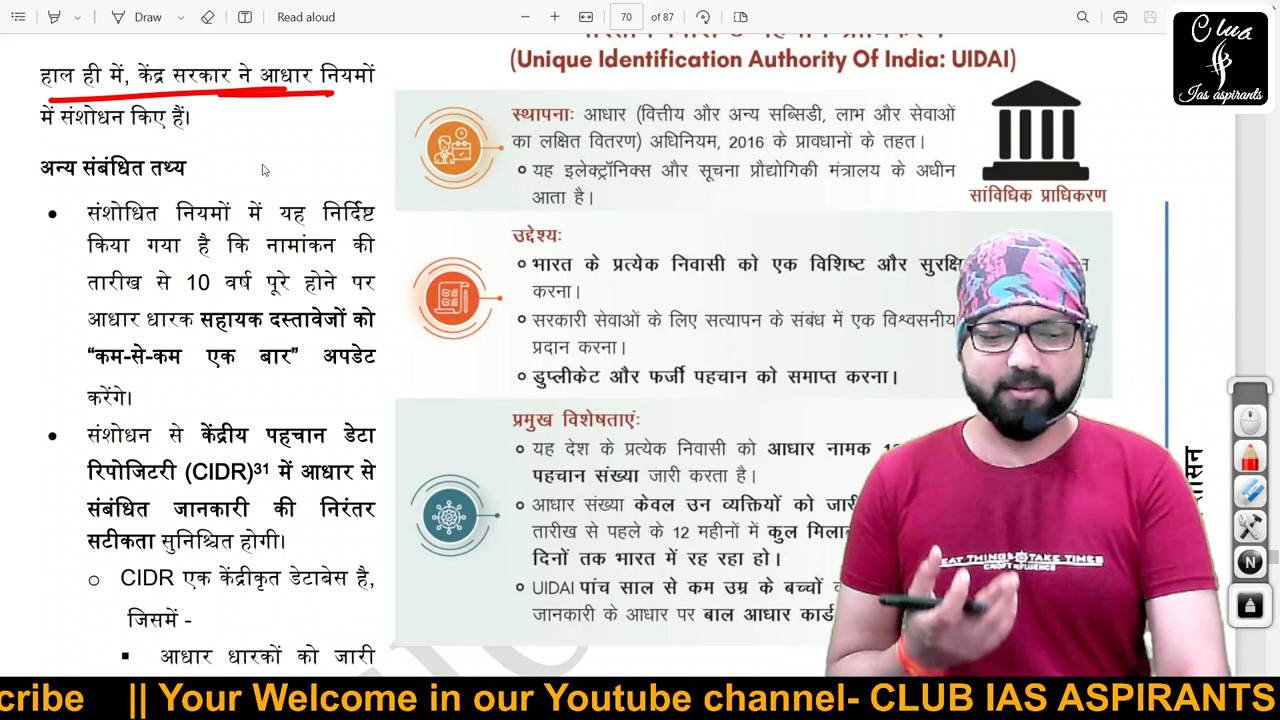 Draw
Read aloud
70
of 87
Clua
Ias aspirants
हाल ही में, केंद्र सरकार ने आधार नियमों
में संशोधन किए हैं।
अन्य संबंधित तथ्य
• संशोधित नियमों में यह निर्दिष्ट
किया गया है कि नामांकन की
तारीख से 10 वर्ष पूरे होने पर
आधार धारक सहायक दस्तावेजों को
“कम-से-कम एक बार” अपडेट
करेंगे।
• संशोधन से केंद्रीय पहचान डेटा
रिपोजिटरी (CIDR)³¹ में आधार से
संबंधित जानकारी की निरंतर
सटीकता सुनिश्चित होगी।
o CIDR एक केंद्रीकृत डेटाबेस है,
जिसमें -
▪ आधार धारकों को जारी
(Unique Identification Authority Of India: UIDAI)
स्थापनाः आधार (वित्तीय और अन्य सब्सिडी, लाभ और सेवाओं
का लक्षित वितरण) अधिनियम, 2016 के प्रावधानों के तहत।
यह इलेक्ट्रॉनिक्स और सूचना प्रौद्योगिकी मंत्रालय के अधीन
आता है।
सांविधिक प्राधिकरण
उद्देश्यः
भारत के प्रत्येक निवासी को एक विशिष्ट और
करना।
सरकारी सेवाओं के लिए सत्यापन के संबंध में एक विश्वसनीय
प्रदान करना।
डुप्लीकेट और फर्जी पहचान को समाप्त करना।
प्रमुख विशेषताएंः
यह देश के प्रत्येक निवासी को आधार नामक
पहचान संख्या जारी करता है।
आधार संख्या केवल उन व्यक्तियों को
तारीख से पहले के 12 महीनों में कुल
दिनों तक भारत में रह रहा हो।
UIDAI पांच साल से कम उम्र के बच्चों
जानकारी के आधार पर बाल आधार कार्ड
EAT THINGS TAKE TIMES
N
cribe || Your Welcome in our Youtube channel- CLUB IAS ASPIRANTS